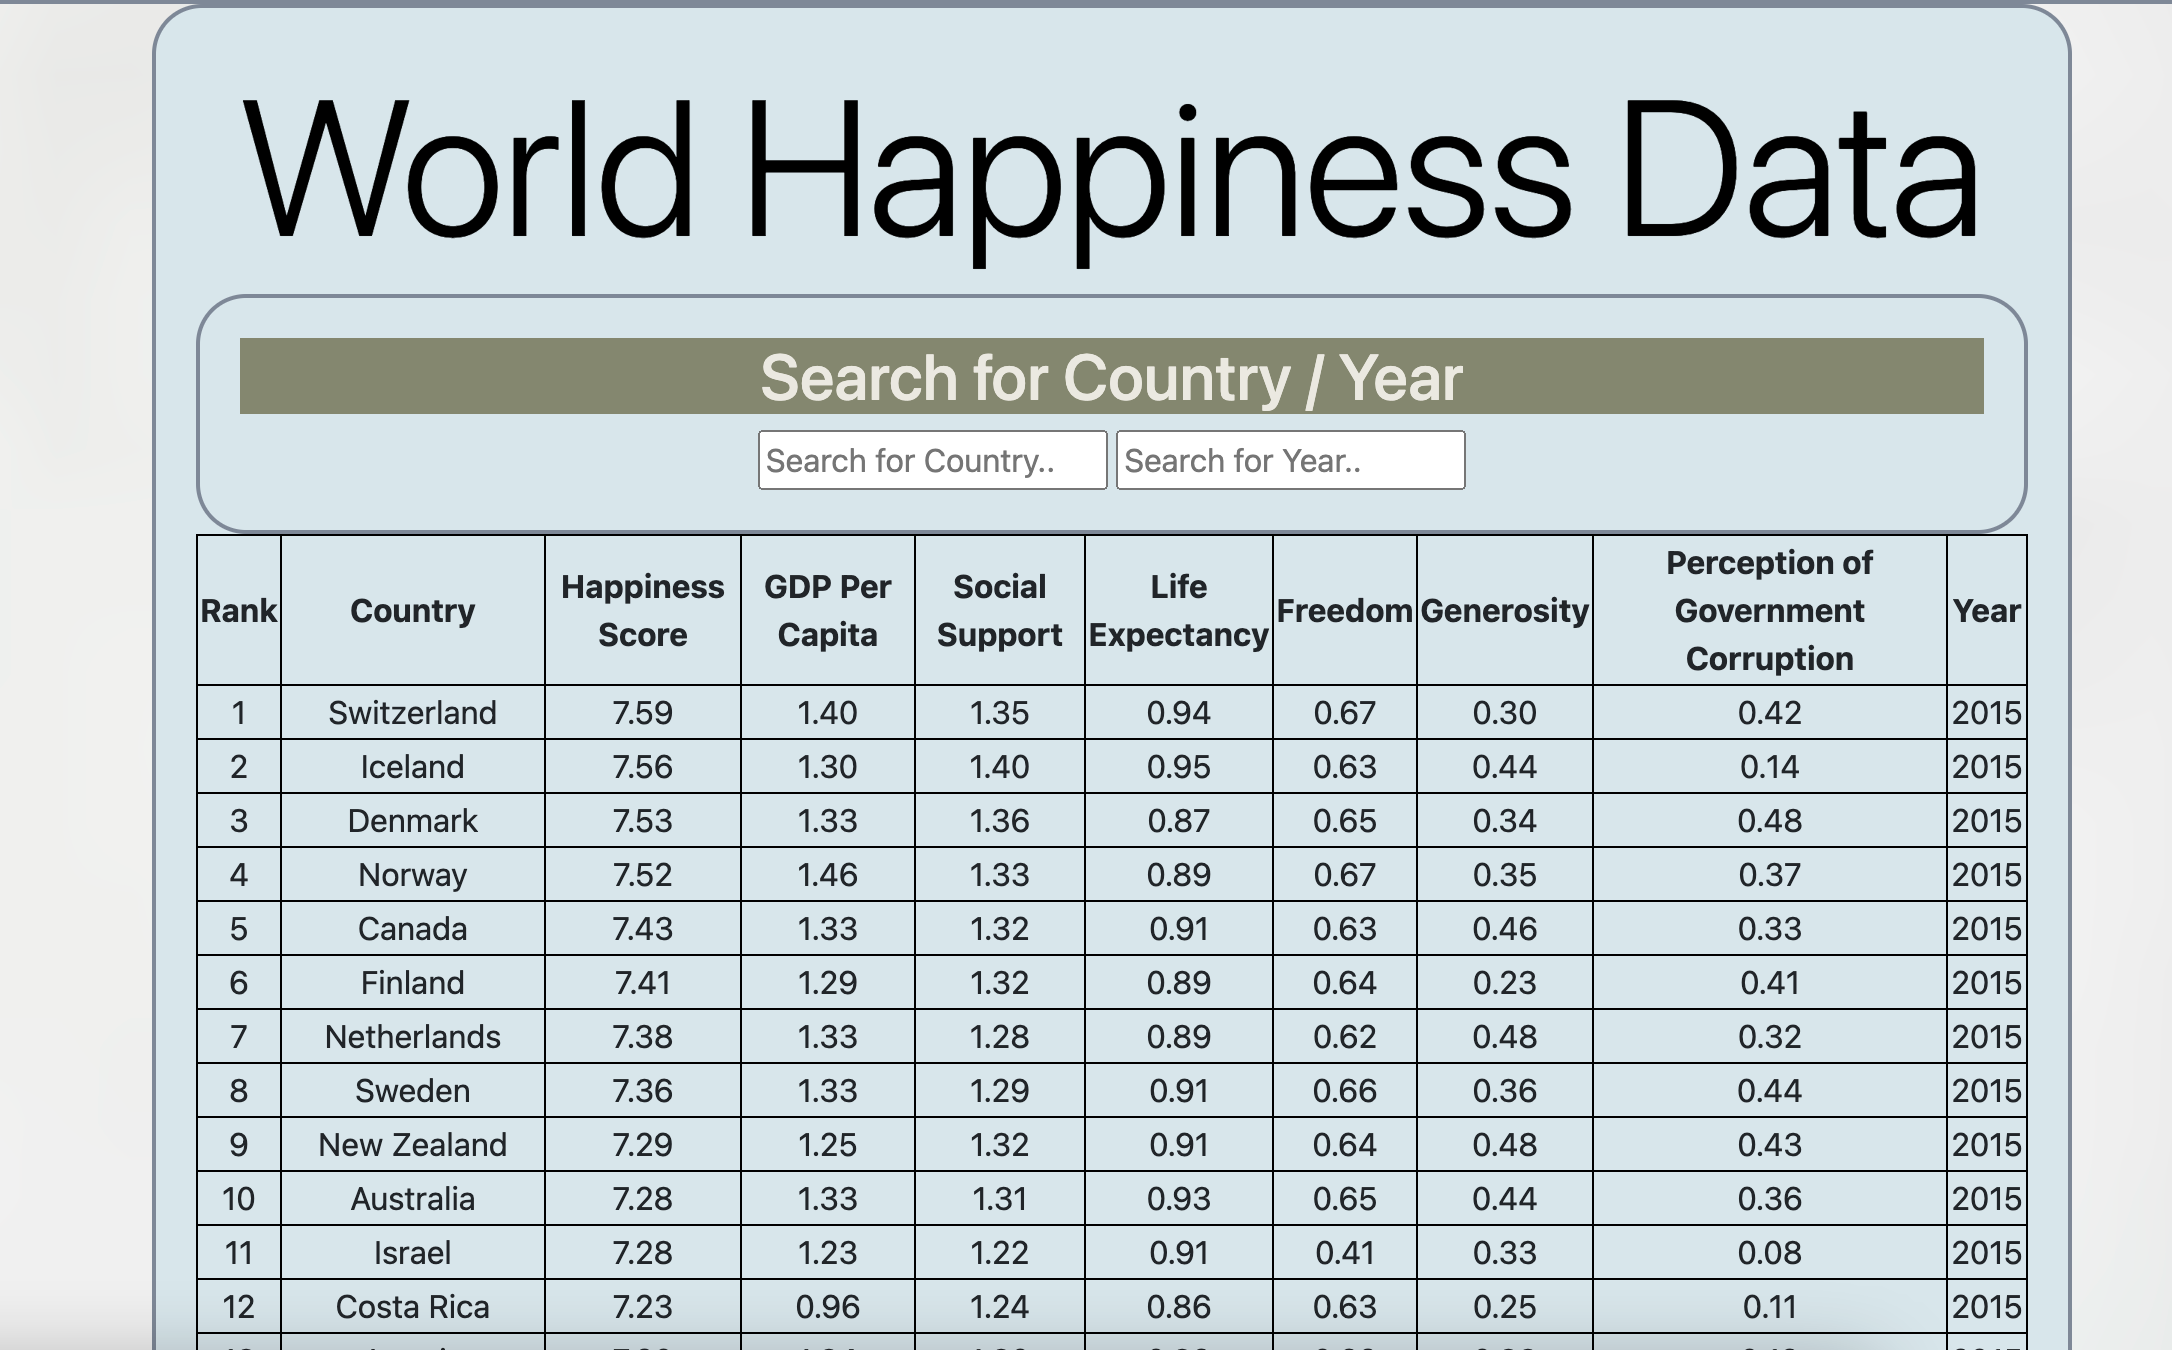 World Happiness Data
Search for Country / Year
Search for Country.. Search for Year..
Rank Country Happiness Score GDP Per Capita Social Support Life Expectancy Freedom Generosity Perception of Government Corruption Year
1 Switzerland 7.59 1.40 1.35 0.94 0.67 0.30 0.42 2015
2 Iceland 7.56 1.30 1.40 0.95 0.63 0.44 0.14 2015
3 Denmark 7.53 1.33 1.36 0.87 0.65 0.34 0.48 2015
4 Norway 7.52 1.46 1.33 0.89 0.67 0.35 0.37 2015
5 Canada 7.43 1.33 1.32 0.91 0.63 0.46 0.33 2015
6 Finland 7.41 1.29 1.32 0.89 0.64 0.23 0.41 2015
7 Netherlands 7.38 1.33 1.28 0.89 0.62 0.48 0.32 2015
8 Sweden 7.36 1.33 1.29 0.91 0.66 0.36 0.44 2015
9 New Zealand 7.29 1.25 1.32 0.91 0.64 0.48 0.43 2015
10 Australia 7.28 1.33 1.31 0.93 0.65 0.44 0.36 2015
11 Israel 7.28 1.23 1.22 0.91 0.41 0.33 0.08 2015
12 Costa Rica 7.23 0.96 1.24 0.86 0.63 0.25 0.11 2015